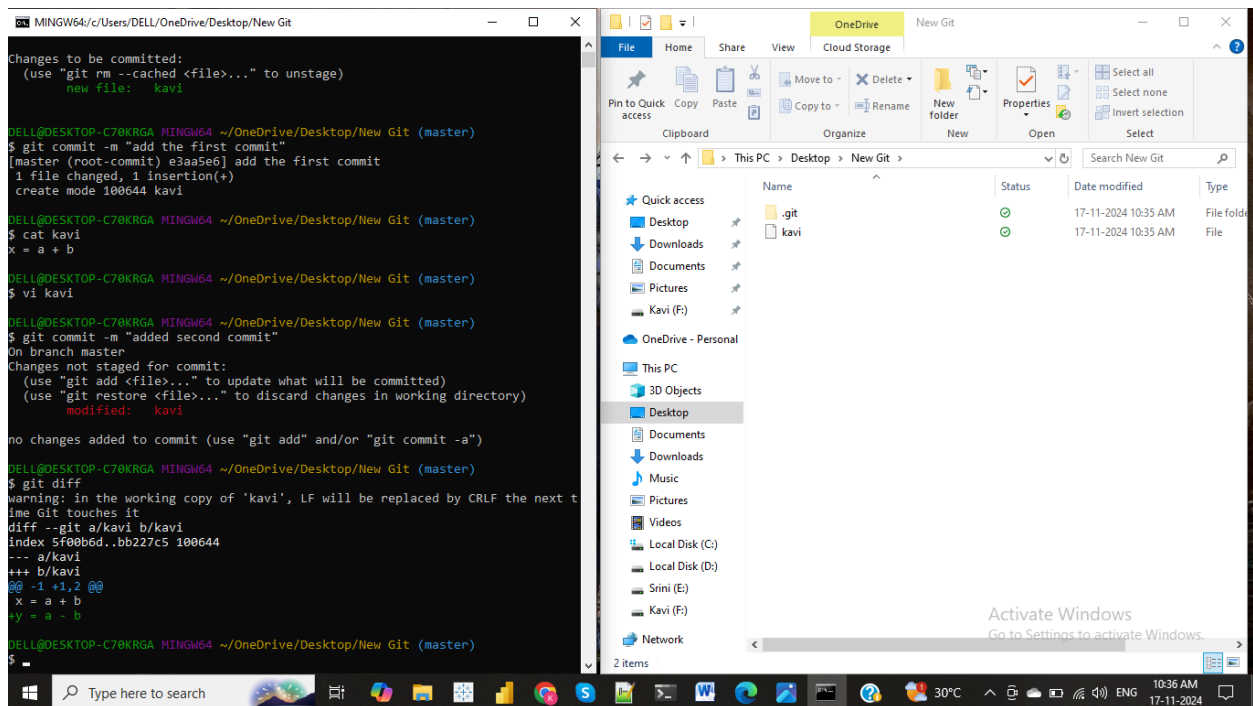 MINGW64:/c/Users/DELL/OneDrive/Desktop/New Git
Changes to be committed:
(use "git rm --cached <file>..." to unstage)
new file:   kavi
DELL@DESKTOP-C70KRGA MINGW64 ~/OneDrive/Desktop/New Git (master)
$ git commit -m "add the first commit"
[master (root-commit) e3aa5e6] add the first commit
1 file changed, 1 insertion(+)
create mode 100644 kavi
DELL@DESKTOP-C70KRGA MINGW64 ~/OneDrive/Desktop/New Git (master)
$ cat kavi
x = a + b
DELL@DESKTOP-C70KRGA MINGW64 ~/OneDrive/Desktop/New Git (master)
$ vi kavi
DELL@DESKTOP-C70KRGA MINGW64 ~/OneDrive/Desktop/New Git (master)
$ git commit -m "added second commit"
On branch master
Changes not staged for commit:
(use "git add <file>..." to update what will be committed)
(use "git restore <file>..." to discard changes in working directory)
modified:   kavi
no changes added to commit (use "git add" and/or "git commit -a")
DELL@DESKTOP-C70KRGA MINGW64 ~/OneDrive/Desktop/New Git (master)
$ git diff
warning: in the working copy of 'kavi', LF will be replaced by CRLF the next t
ime Git touches it
diff --git a/kavi b/kavi
index 5f00b6d..bb227c5 100644
--- a/kavi
+++ b/kavi
@@ -1 +1,2 @@
x = a + b
+y = a - b
DELL@DESKTOP-C70KRGA MINGW64 ~/OneDrive/Desktop/New Git (master)
$
OneDrive New Git
File Home Share View Cloud Storage
Pin to Quick access
Copy
Paste
Move to
Copy to
Delete
Rename
New folder
Properties
Select all
Select none
Invert selection
Clipboard Organize New Open Select
This PC > Desktop > New Git >
Search New Git
Name Status Date modified Type
.git 17-11-2024 10:35 AM File folde
kavi 17-11-2024 10:35 AM File
Quick access
Desktop
Downloads
Documents
Pictures
Kavi (F:)
OneDrive - Personal
This PC
3D Objects
Desktop
Documents
Downloads
Music
Pictures
Videos
Local Disk (C:)
Local Disk (D:)
Srini (E:)
Kavi (F:)
Network
2 items
Activate Windows
Go to Settings to activate Windows.
Type here to search
30°C
ENG
10:36 AM
17-11-2024